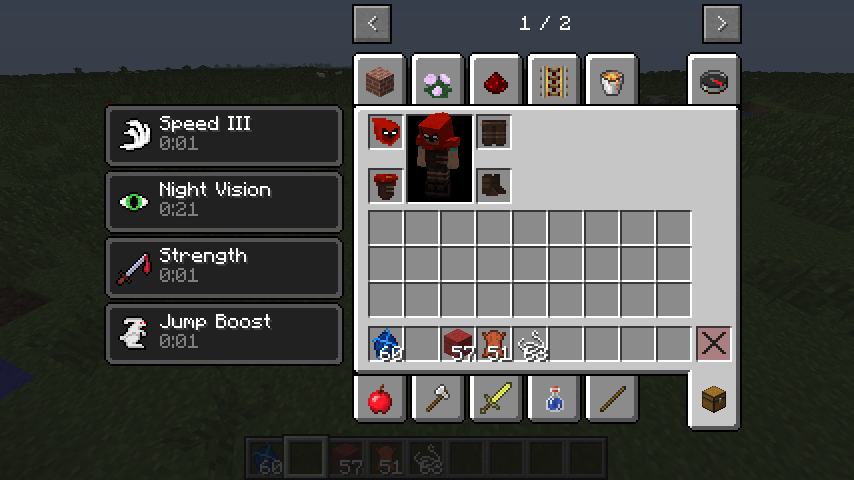 1 / 2
Speed III
0:01
Night Vision
0:21
Strength
0:01
Jump Boost
0:01
60 57 51 63
60 57 51 63